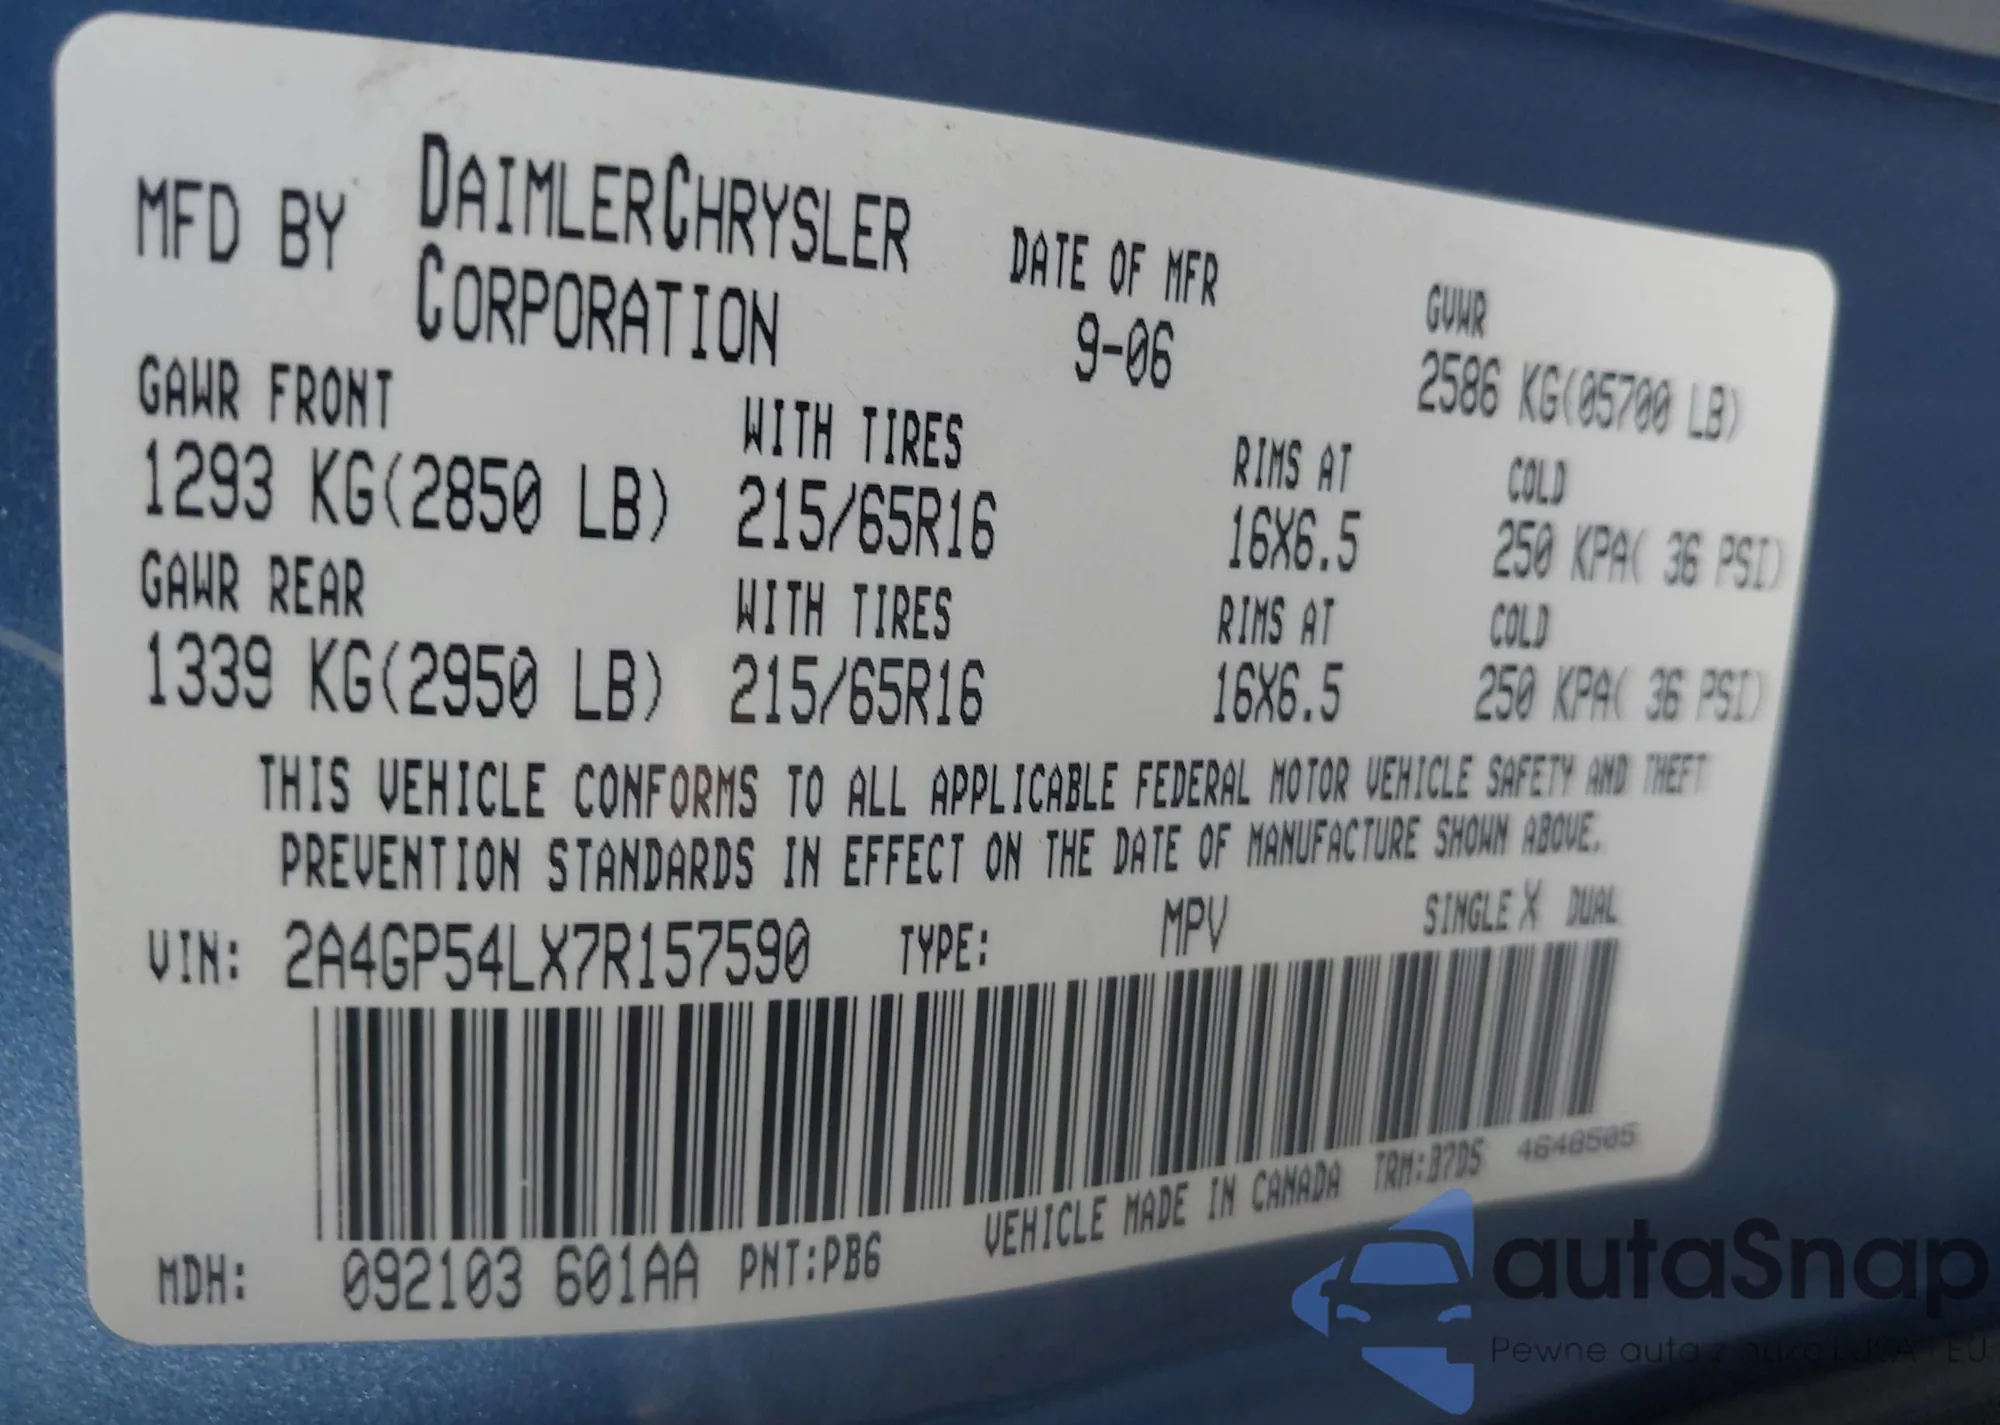 MFD BY DAIMLERCHRYSLER CORPORATION
DATE OF MFR
9-06
GVWR
2586 KG(05700 LB)
GAWR FRONT WITH TIRES RIMS AT COLD
1293 KG(2850 LB) 215/65R16 16X6.5 250 KPA( 36 PSI)
GAWR REAR WITH TIRES RIMS AT COLD
1339 KG(2950 LB) 215/65R16 16X6.5 250 KPA( 36 PSI)
THIS VEHICLE CONFORMS TO ALL APPLICABLE FEDERAL MOTOR VEHICLE SAFETY AND THEFT
PREVENTION STANDARDS IN EFFECT ON THE DATE OF MANUFACTURE SHOWN ABOVE.
VIN: 2A4GP54LX7R157590 TYPE: MPV SINGLE X DUAL
MDH: 092103 601AA PNT:PB6 VEHICLE MADE IN CANADA TRM:B7D5 4648505
autaSnap
Pewne auta z